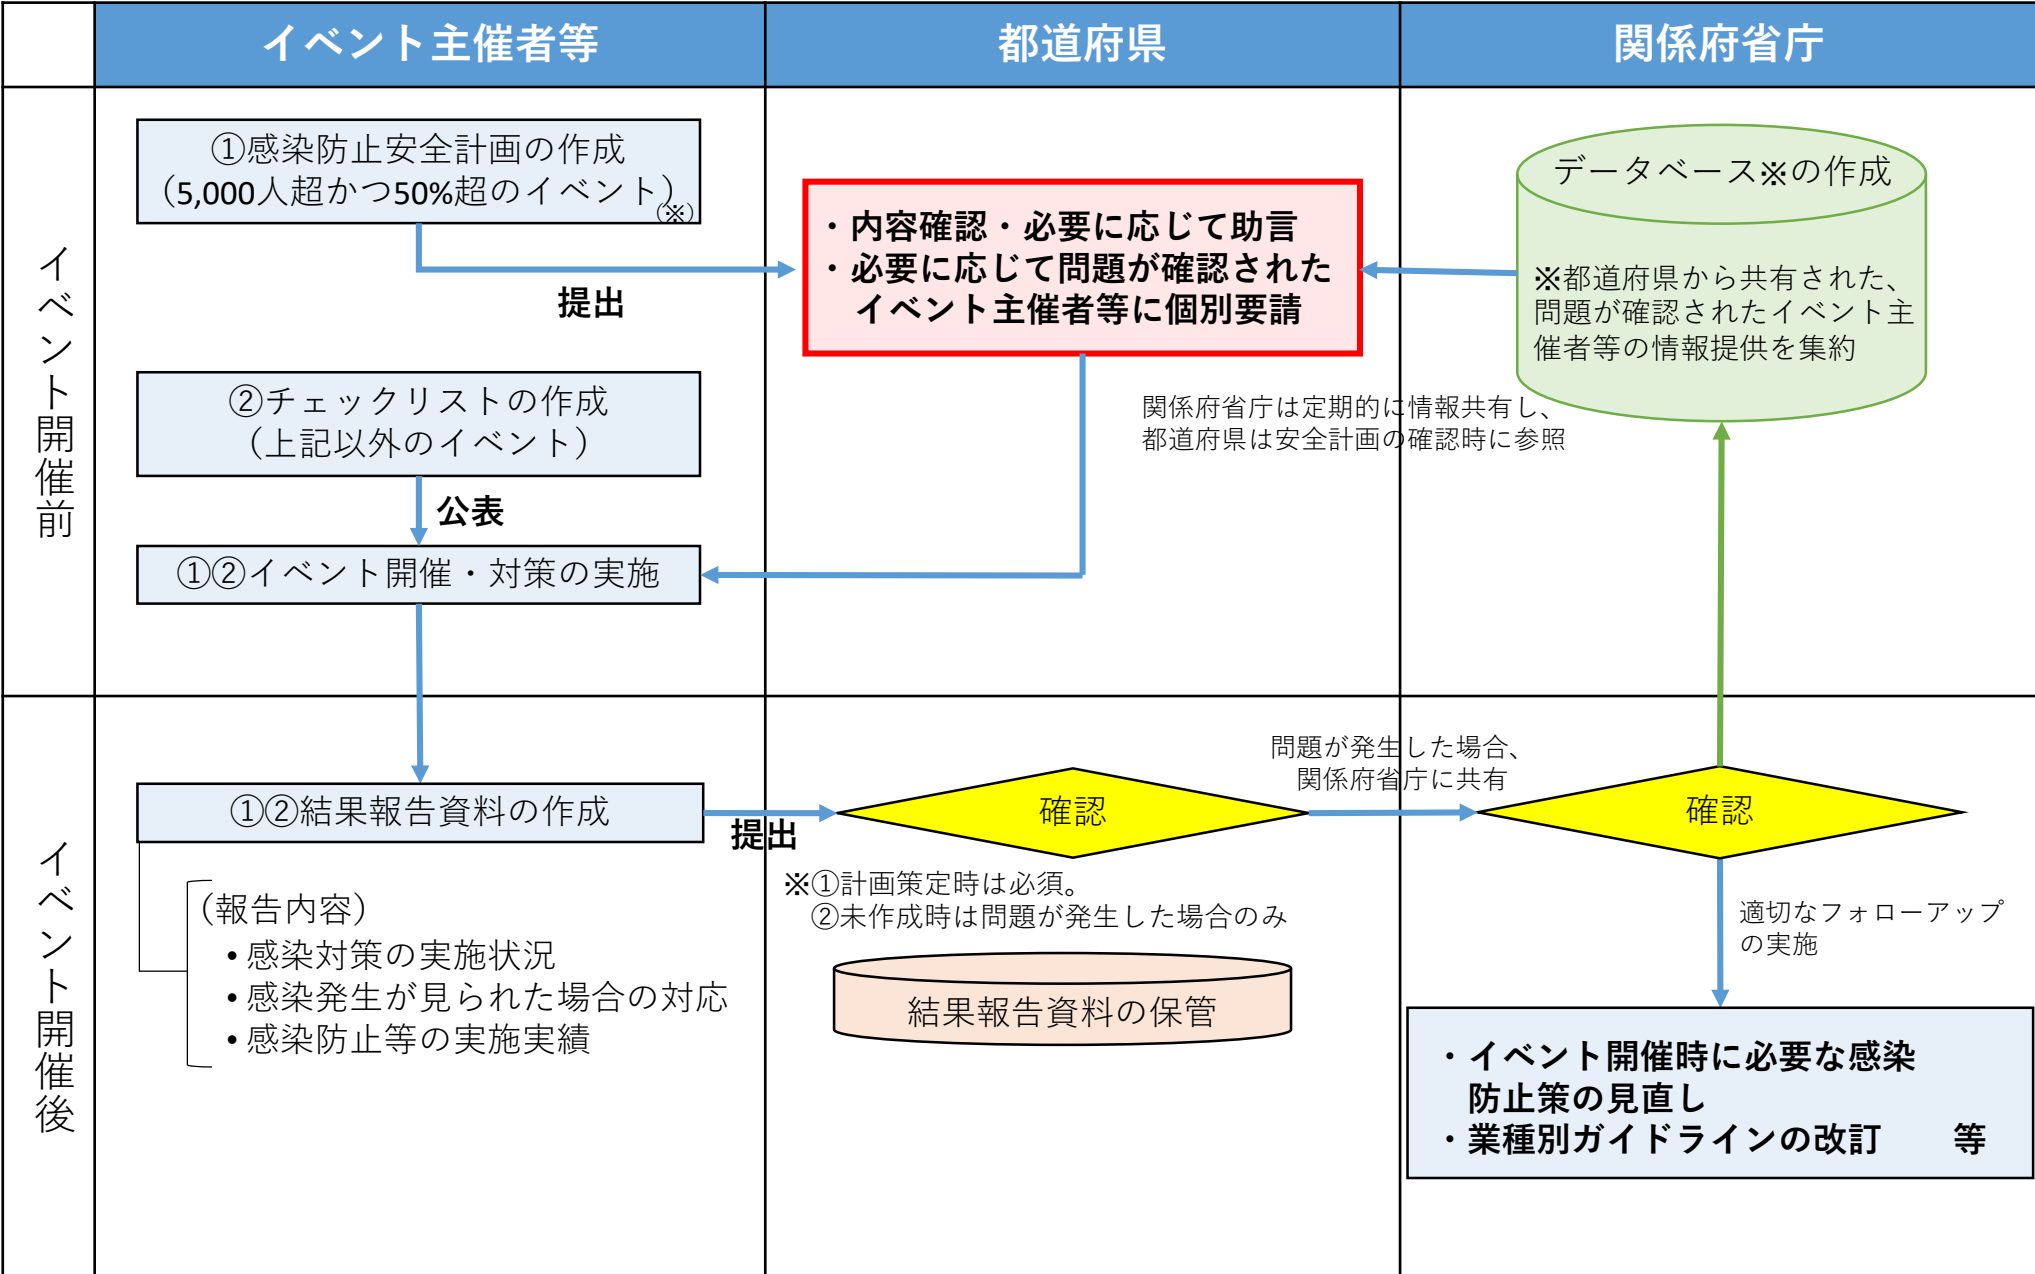 イベント主催者等
都道府県
関係府省庁
イベント開催前
①感染防止安全計画の作成
（5,000人超かつ50%超のイベント）
(※)
提出
②チェックリストの作成
（上記以外のイベント）
公表
①②イベント開催・対策の実施
・内容確認・必要に応じて助言
・必要に応じて問題が確認された
イベント主催者等に個別要請
データベース※の作成
※都道府県から共有された、
問題が確認されたイベント主
催者等の情報提供を集約
関係府省庁は定期的に情報共有し、
都道府県は安全計画の確認時に参照
イベント開催後
①②結果報告資料の作成
提出
（報告内容）
• 感染対策の実施状況
• 感染発生が見られた場合の対応
• 感染防止等の実施実績
確認
※①計画策定時は必須。
②未作成時は問題が発生した場合のみ
結果報告資料の保管
問題が発生した場合、
関係府省庁に共有
確認
適切なフォローアップ
の実施
・イベント開催時に必要な感染
防止策の見直し
・業種別ガイドラインの改訂　　等